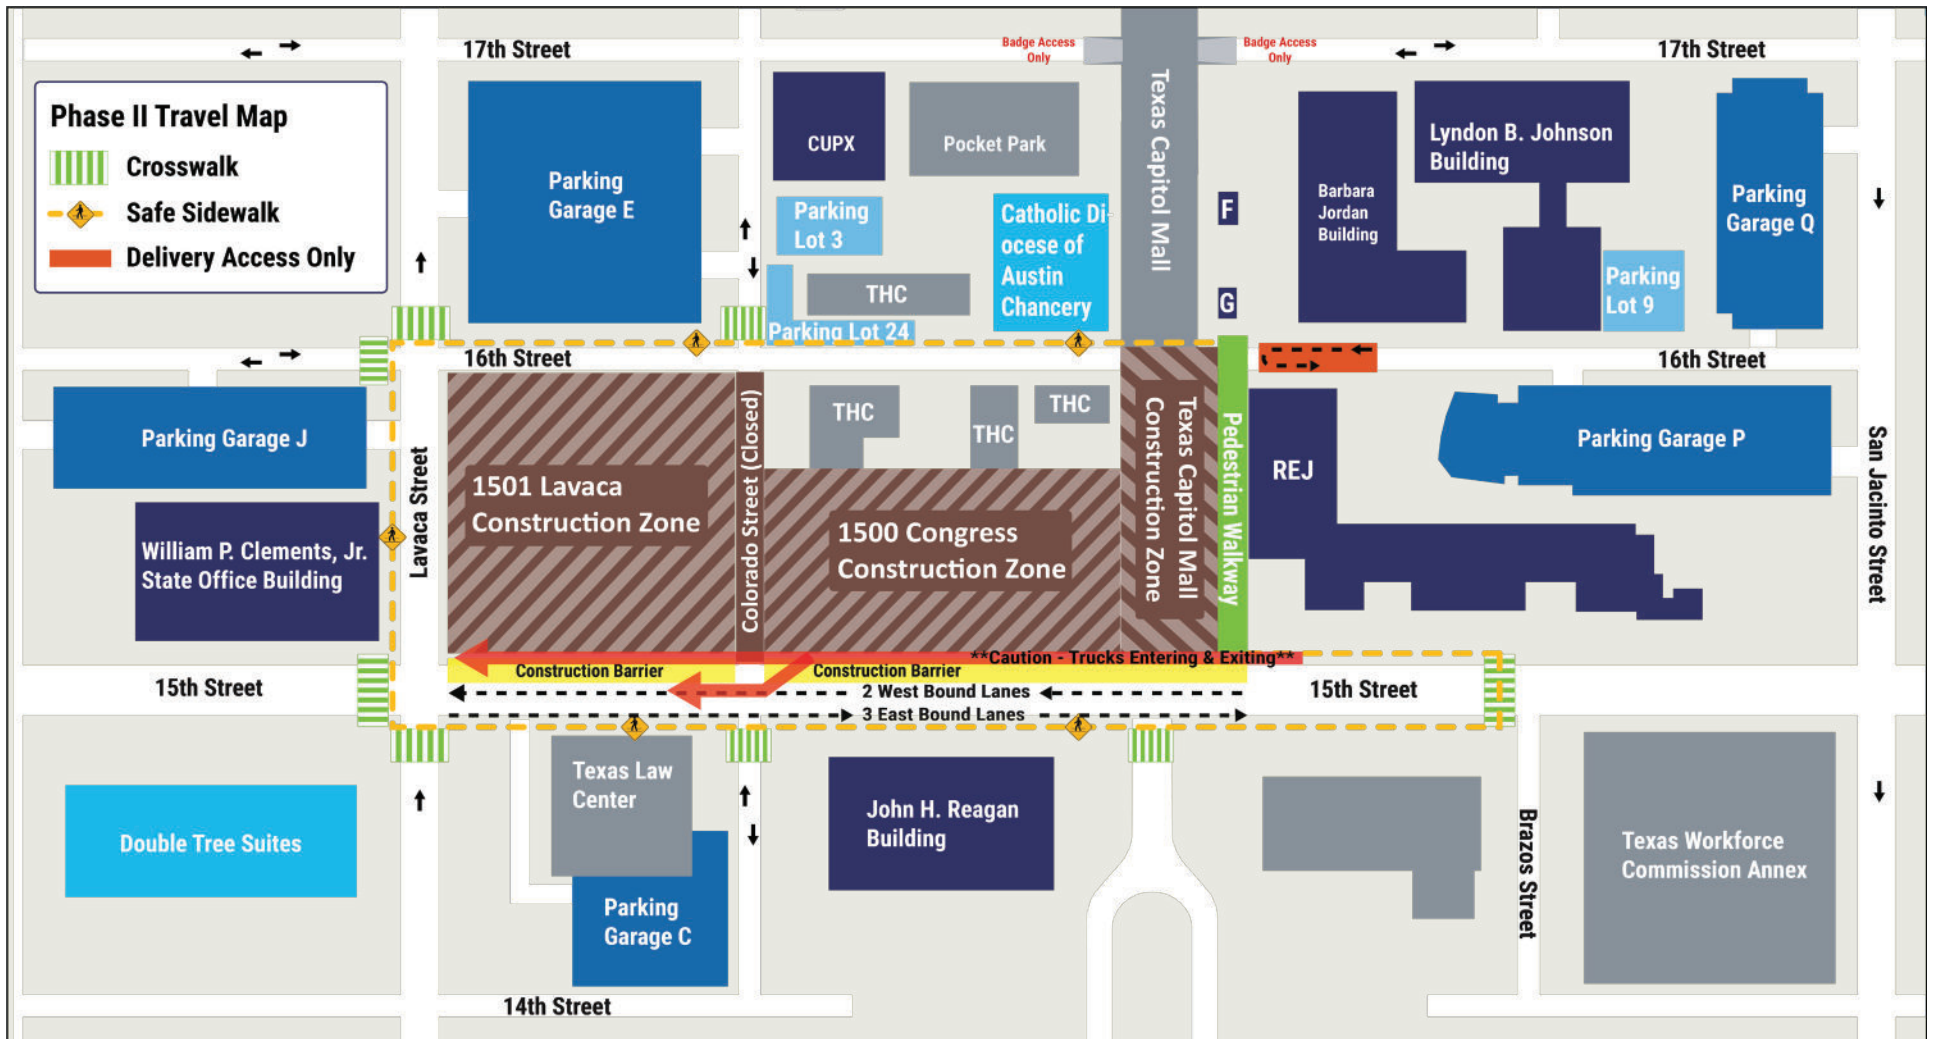 17th Street
Badge Access
Only
Badge Access
Only
17th Street
Phase II Travel Map
Crosswalk
Safe Sidewalk
Delivery Access Only
Parking
Garage E
CUPX
Pocket Park
Texas Capitol Mall
Lyndon B. Johnson
Building
Barbara
Jordan
Building
Parking
Garage Q
Parking
Lot 3
Catholic Di-
ocese of
Austin
Chancery
F
G
THC
Parking Lot 24
Parking
Lot 9
16th Street
16th Street
Parking Garage J
Lavaca Street
1501 Lavaca
Construction Zone
Colorado Street (Closed)
THC
THC
THC
1500 Congress
Construction Zone
Texas Capitol Mall
Construction Zone
Pedestrian Walkway
REJ
Parking Garage P
San Jacinto Street
William P. Clements, Jr.
State Office Building
**Caution - Trucks Entering & Exiting**
Construction Barrier
Construction Barrier
15th Street
2 West Bound Lanes
15th Street
3 East Bound Lanes
Texas Law
Center
John H. Reagan
Building
Double Tree Suites
Brazos Street
Texas Workforce
Commission Annex
Parking
Garage C
14th Street